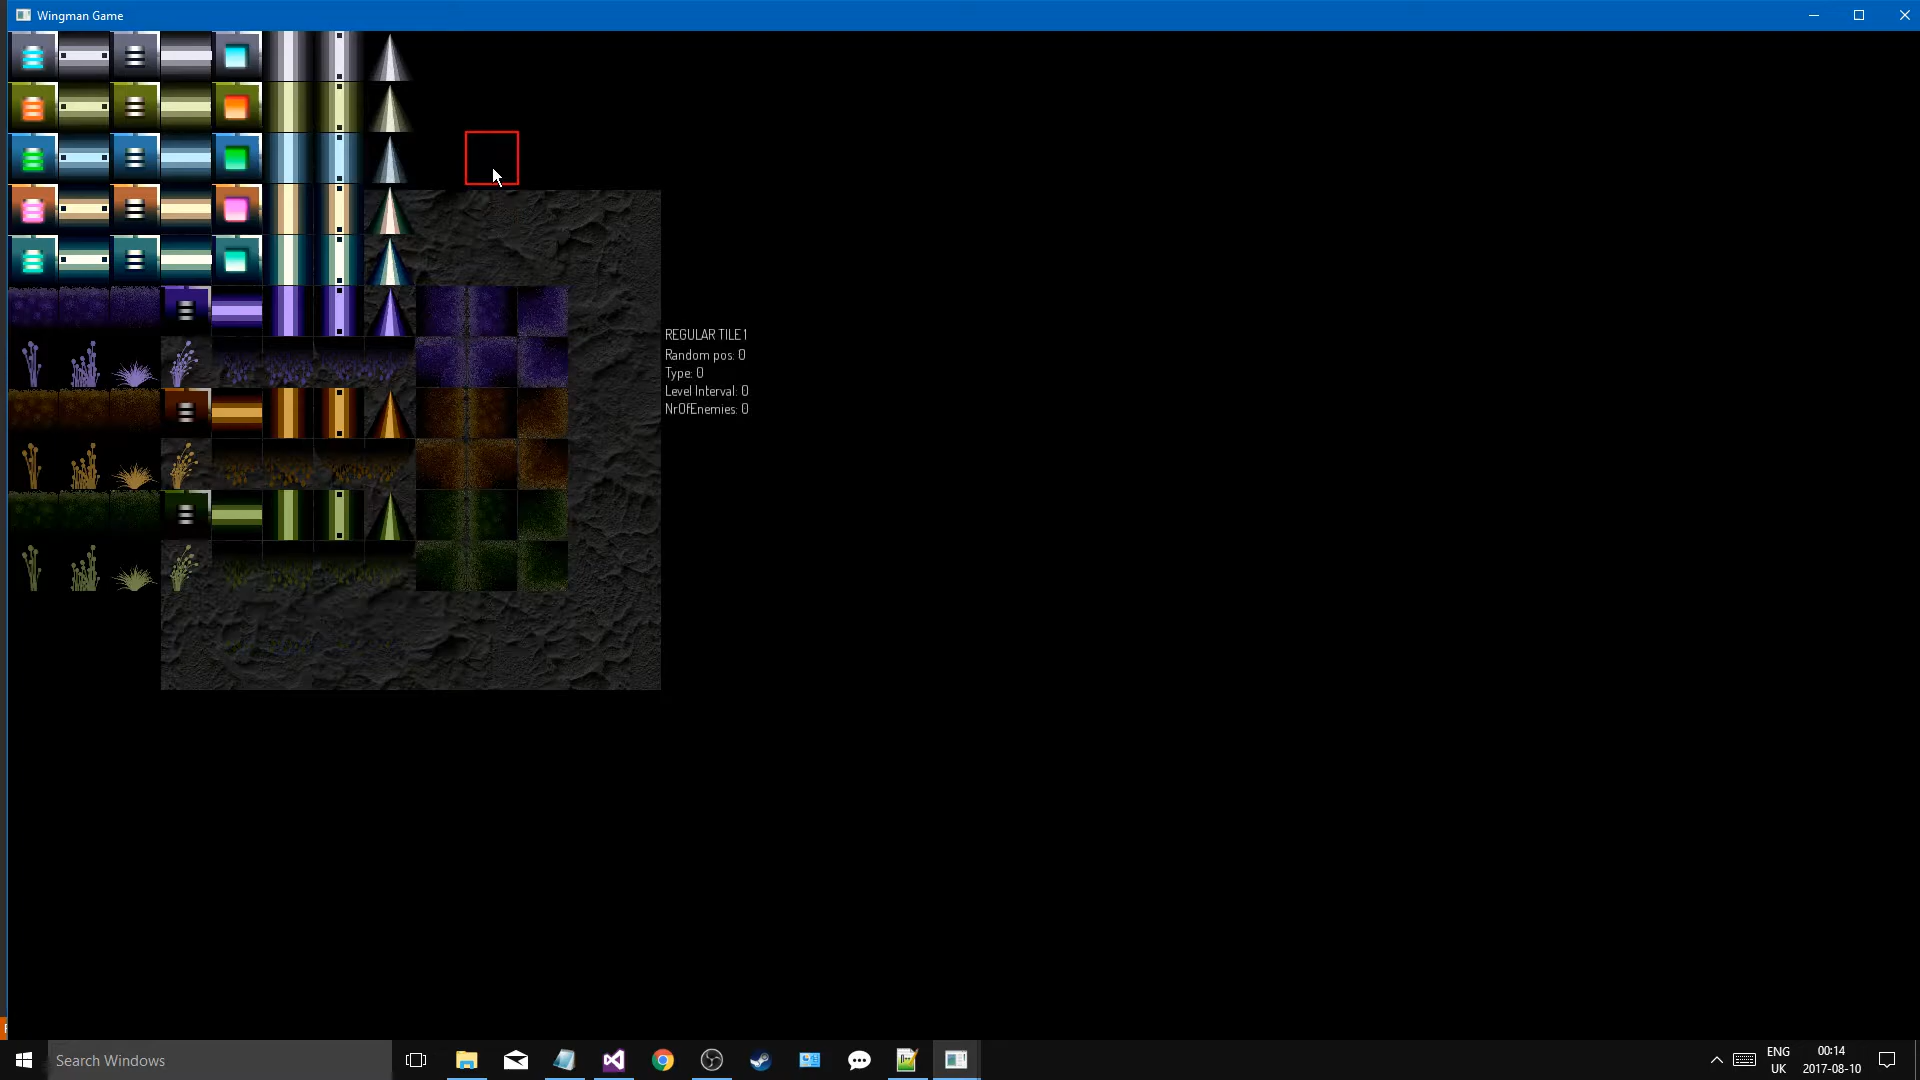 Wingman Game
REGULAR TILE 1
Random pos: 0
Type: 0
Level Interval: 0
NrOfEnemies: 0
Search Windows
ENG
UK
00:14
2017-08-10